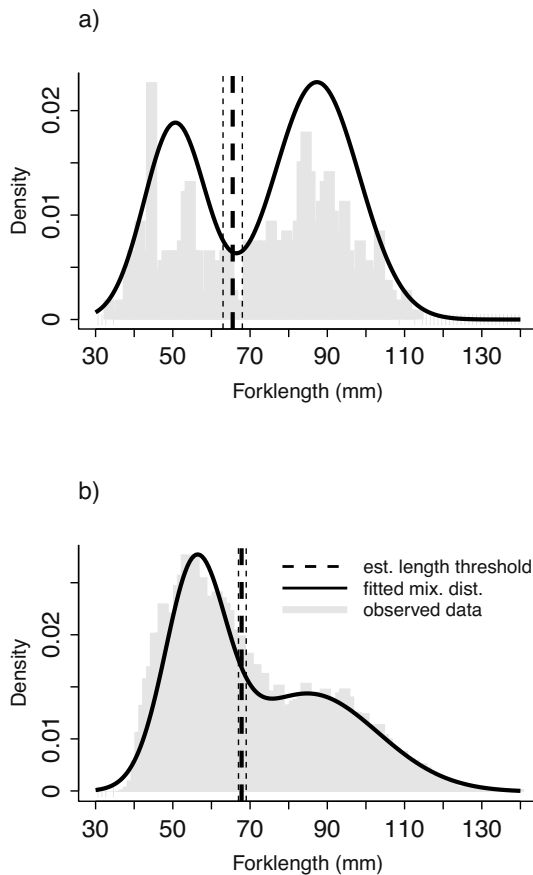 a)
Density
0
0.01
0.02
30 50 70 90 110 130
Forklength (mm)
b)
est. length threshold
fitted mix. dist.
observed data
Density
0
0.01
0.02
30 50 70 90 110 130
Forklength (mm)